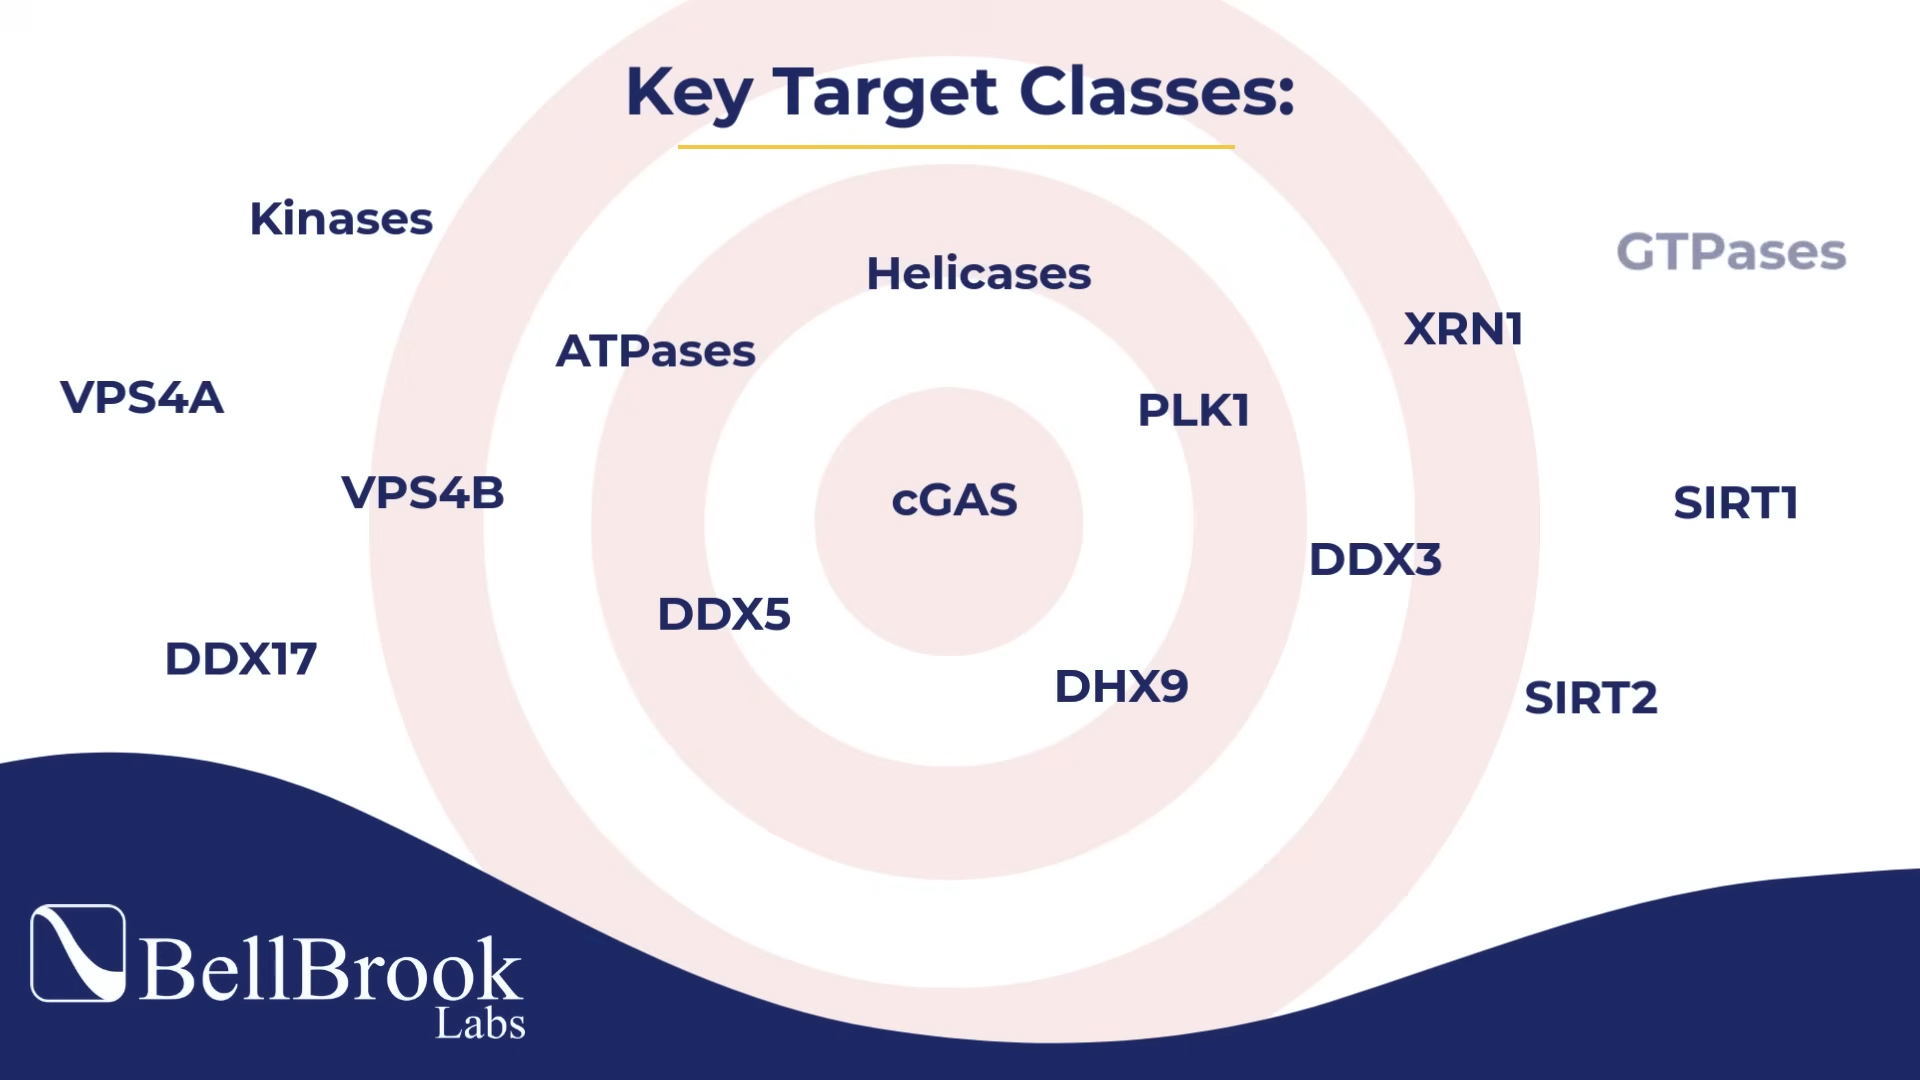 Key Target Classes:
Kinases
GTPases
Helicases
XRN1
ATPases
VPS4A
PLK1
VPS4B
cGAS
SIRT1
DDX3
DDX5
DDX17
DHX9
SIRT2
BellBrook
Labs